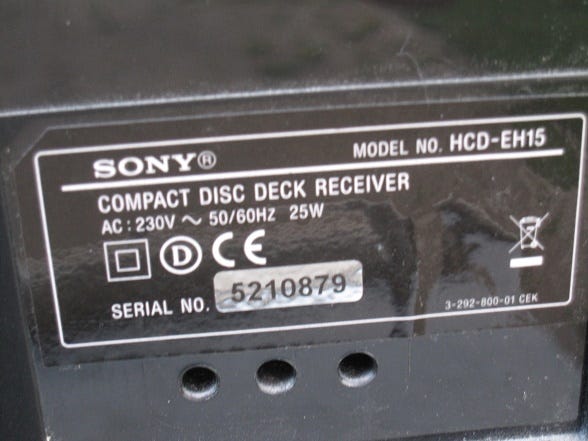 SONY® MODEL NO. HCD-EH15
COMPACT DISC DECK RECEIVER
AC : 230V ～ 50/60HZ 25W
D CE
SERIAL NO. 5210879
3-292-800-01 CEK